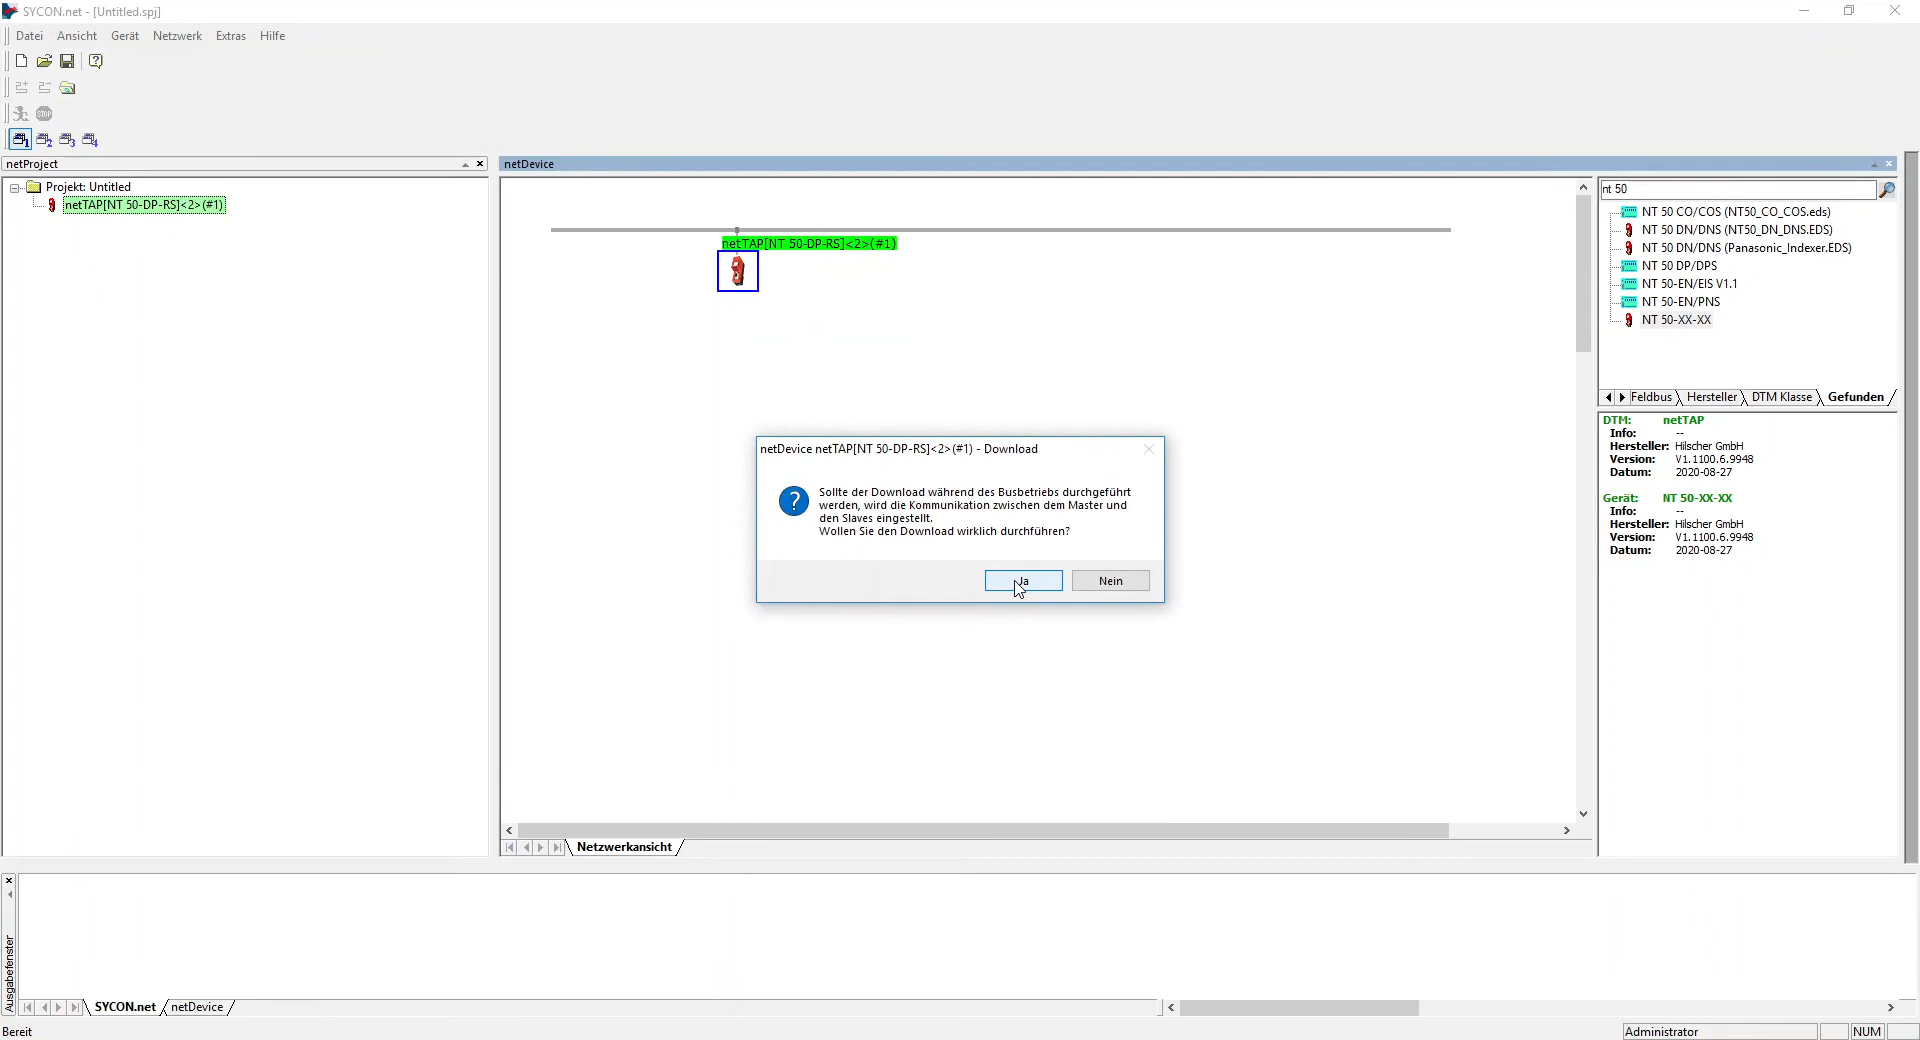 SYCON.net - [Untitled.spj]
Datei Ansicht Gerät Netzwerk Extras Hilfe
STOP
1 2 3 4
netProject
netDevice
Projekt: Untitled
netTAP[NT 50-DP-RS]<2>(#1)
netTAP[NT 50-DP-RS]<2>(#1)
nt 50
NT 50 CO/COS (NT50_CO_COS.eds)
NT 50 DN/DNS (NT50_DN_DNS.EDS)
NT 50 DN/DNS (Panasonic_Indexer.EDS)
NT 50 DP/DPS
NT 50-EN/EIS V1.1
NT 50-EN/PNS
NT 50-XX-XX
Feldbus Hersteller DTM Klasse Gefunden
DTM: netTAP
Info: --
Hersteller: Hilscher GmbH
Version: V1.1100.6.9948
Datum: 2020-08-27
Gerät: NT 50-XX-XX
Info: --
Hersteller: Hilscher GmbH
Version: V1.1100.6.9948
Datum: 2020-08-27
netDevice netTAP[NT 50-DP-RS]<2>(#1) - Download
Sollte der Download während des Busbetriebs durchgeführt
werden, wird die Kommunikation zwischen dem Master und
den Slaves eingestellt.
Wollen Sie den Download wirklich durchführen?
Ja Nein
Netzwerkansicht
Ausgabefenster
SYCON.net netDevice
Bereit
Administrator NUM